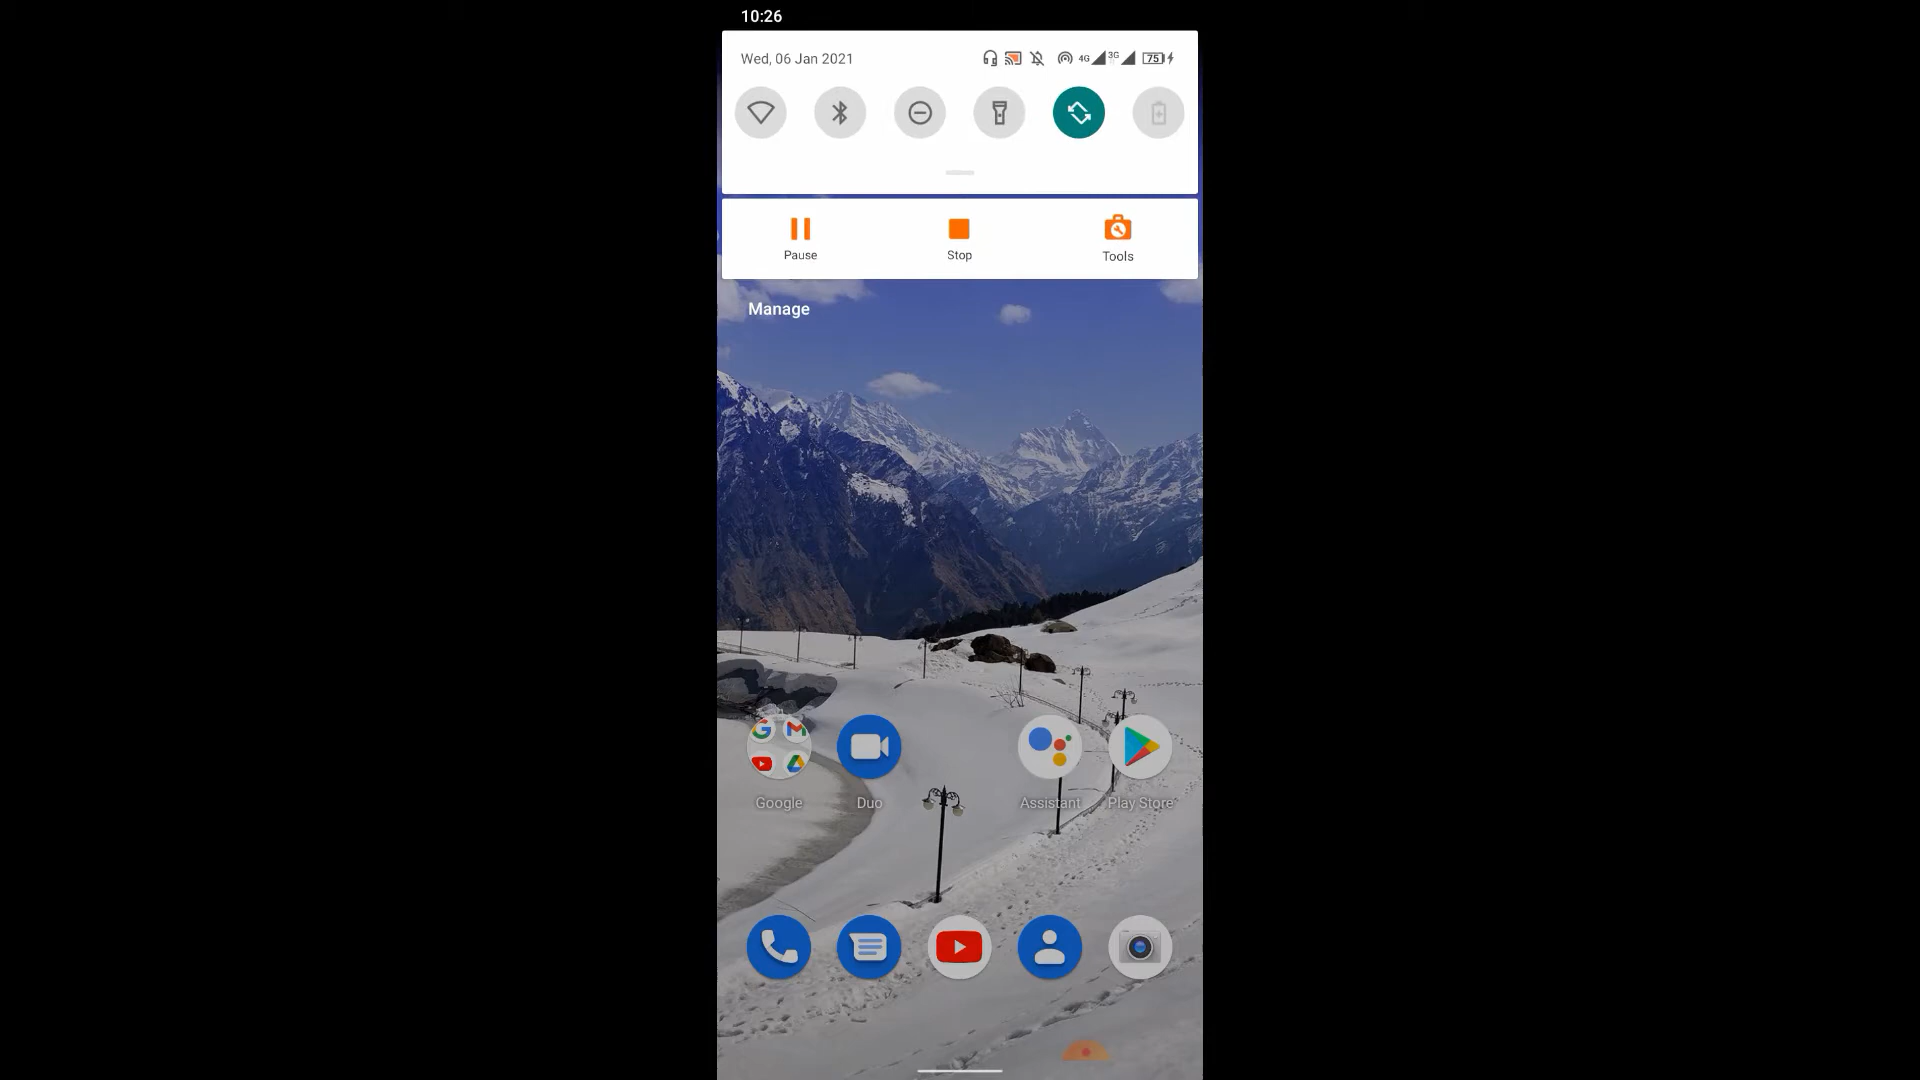 10:26
Wed, 06 Jan 2021
4G 3G 75
Pause Stop Tools
Manage
Google Duo Assistant Play Store